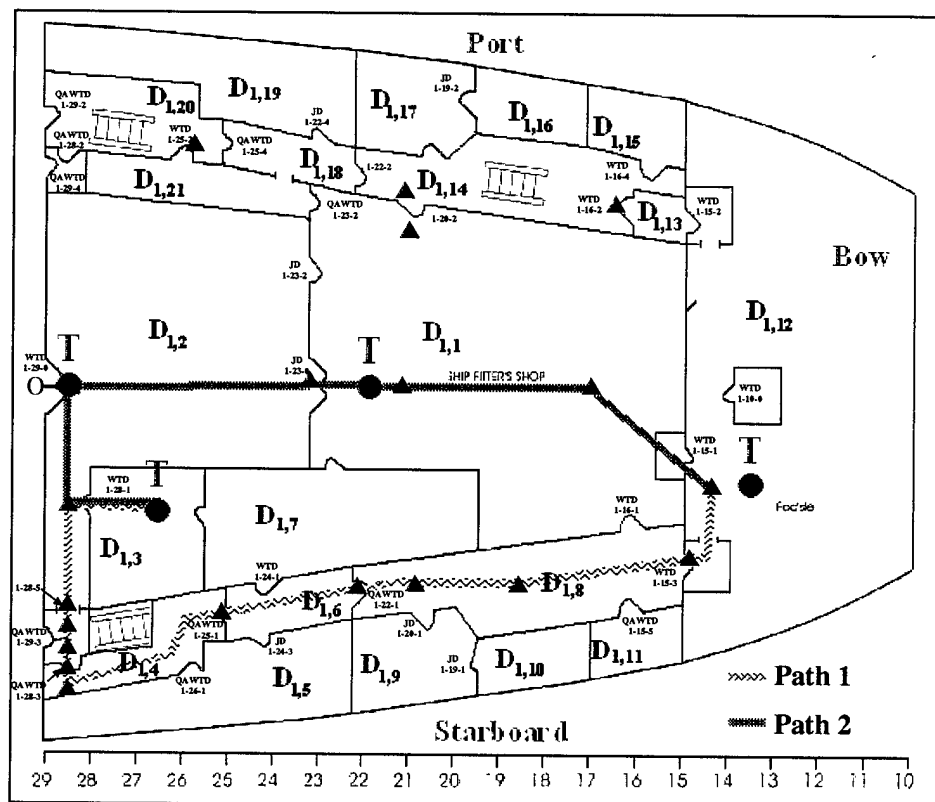 Port
JD
1-19-2
QAWTD
1-29-2
D1,20
D1,19
JD
1-22-4
D1,17
D1,16
D1,15
1-28-2
WTD
1-25-2
QAWTD
1-25-4
QAWTD
1-29-4
D1,21
D1,18
1-22-2
D1,14
WTD
1-16-4
QAWTD
1-23-2
1-20-2
WTD
1-16-2
D1,13
WTD
1-15-2
Bow
JD
1-23-2
D1,2
D1,1
D1,12
WTD
1-29-0
T
JD
T
O
SHIP FITTER'S SHOP
WTD
1-10-0
WTD
1-15-1
T
Foc'sle
WTD
1-28-1
T
D1,3
D1,7
WTD
1-16-1
1-28-5
WTD
1-24-1
D1,6
QAWTD
1-22-1
D1,8
WTD
1-15-3
QAWTD
1-29-3
QAWTD
1-25-1
JD
1-20-1
QAWTD
1-15-5
D1,4
JD
1-24-3
QAWTD
1-28-3
QAWTD
1-26-1
D1,5
D1,9
JD
1-19-1
D1,10
D1,11
Path 1
Path 2
Starboard
29 28 26 25 23 22 21 20 19 17 16 15 14 13 12 11 10